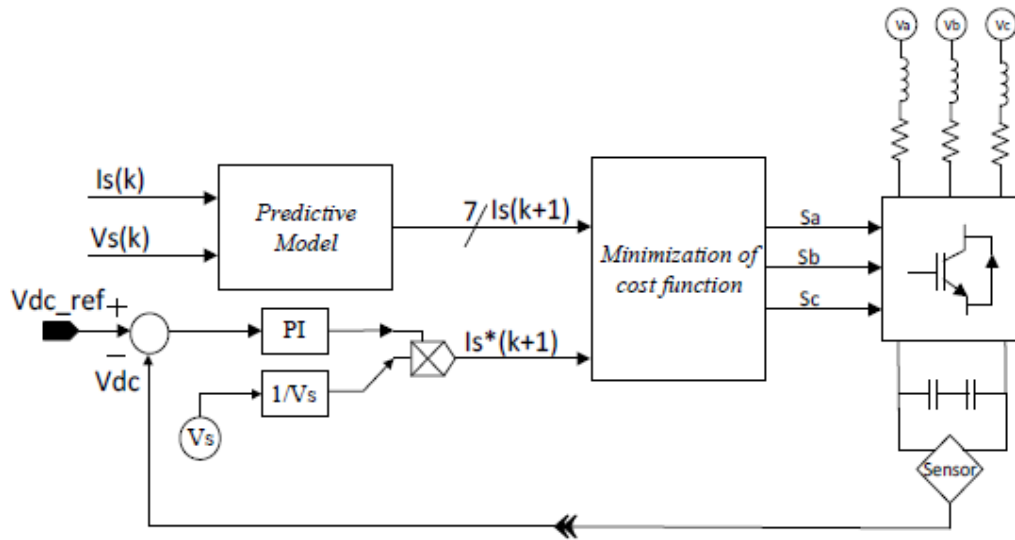 Va
Vb
Vc
Is(k)
Vs(k)
Predictive
Model
7
Is(k+1)
Minimization of
cost function
Sa
Sb
Sc
Vdc_ref
+
−
Vdc
PI
1/Vs
Vs
Is*(k+1)
Sensor